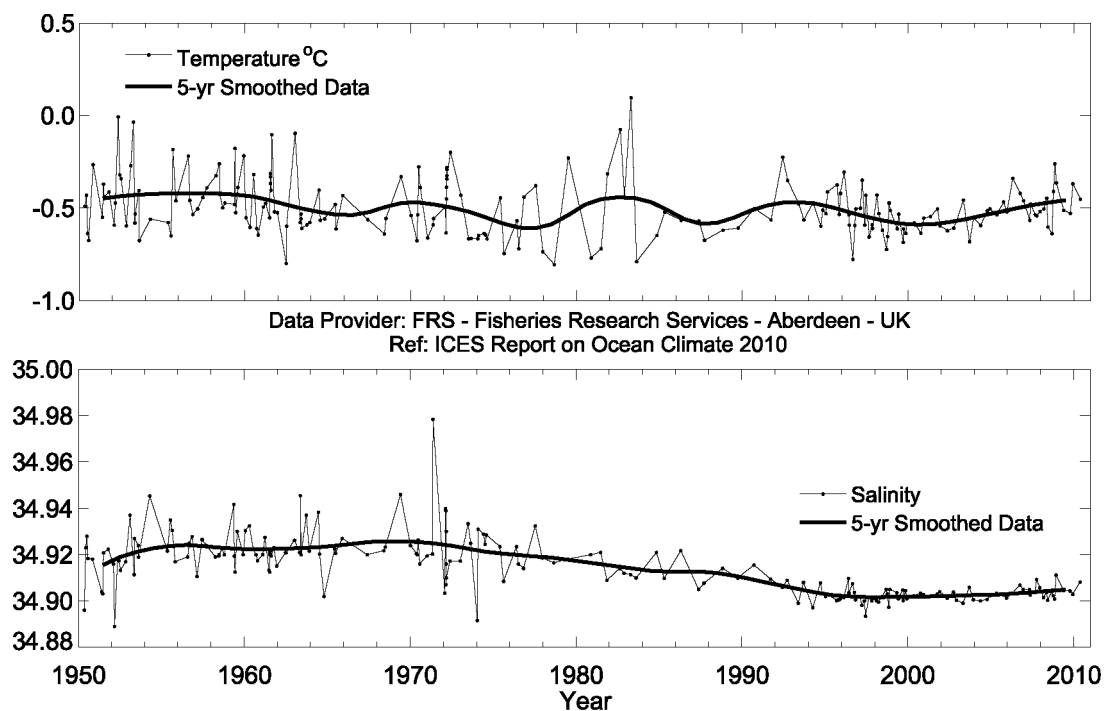 0.5
Temperature °C
5-yr Smoothed Data
0.0
-0.5
-1.0
Data Provider: FRS - Fisheries Research Services - Aberdeen - UK
Ref: ICES Report on Ocean Climate 2010
35.00
34.98
34.96
34.94
Salinity
5-yr Smoothed Data
34.92
34.90
34.88
1950 1960 1970 1980 1990 2000 2010
Year